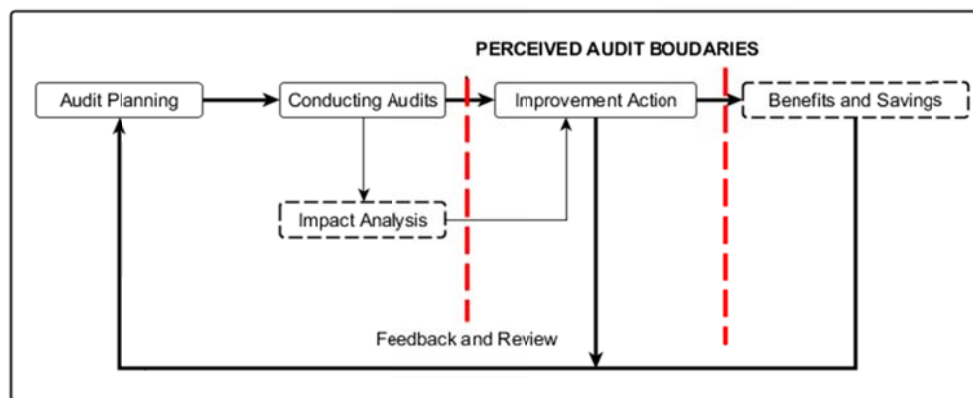 PERCEIVED AUDIT BOUDARIES
Audit Planning
Conducting Audits
Improvement Action
Benefits and Savings
Impact Analysis
Feedback and Review